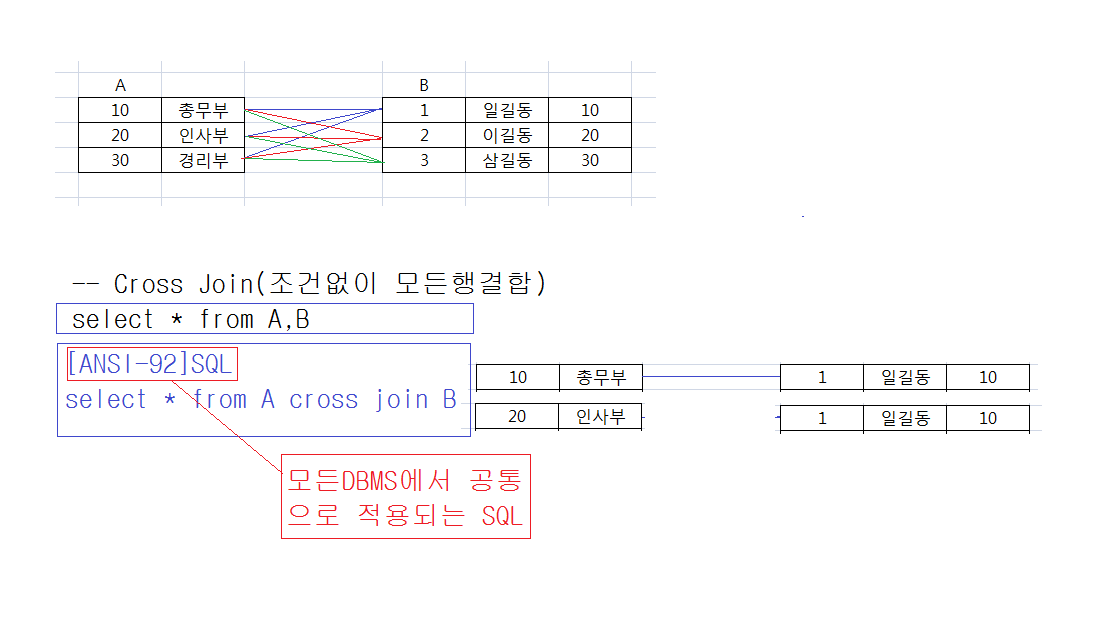 A B
10 총무부 1 일길동 10
20 인사부 2 이길동 20
30 경리부 3 삼길동 30
-- Cross Join(조건없이 모든행결합)
select * from A,B
[ANSI-92]SQL
select * from A cross join B
10 총무부 1 일길동 10
20 인사부 1 일길동 10
모든DBMS에서 공통
으로 적용되는 SQL